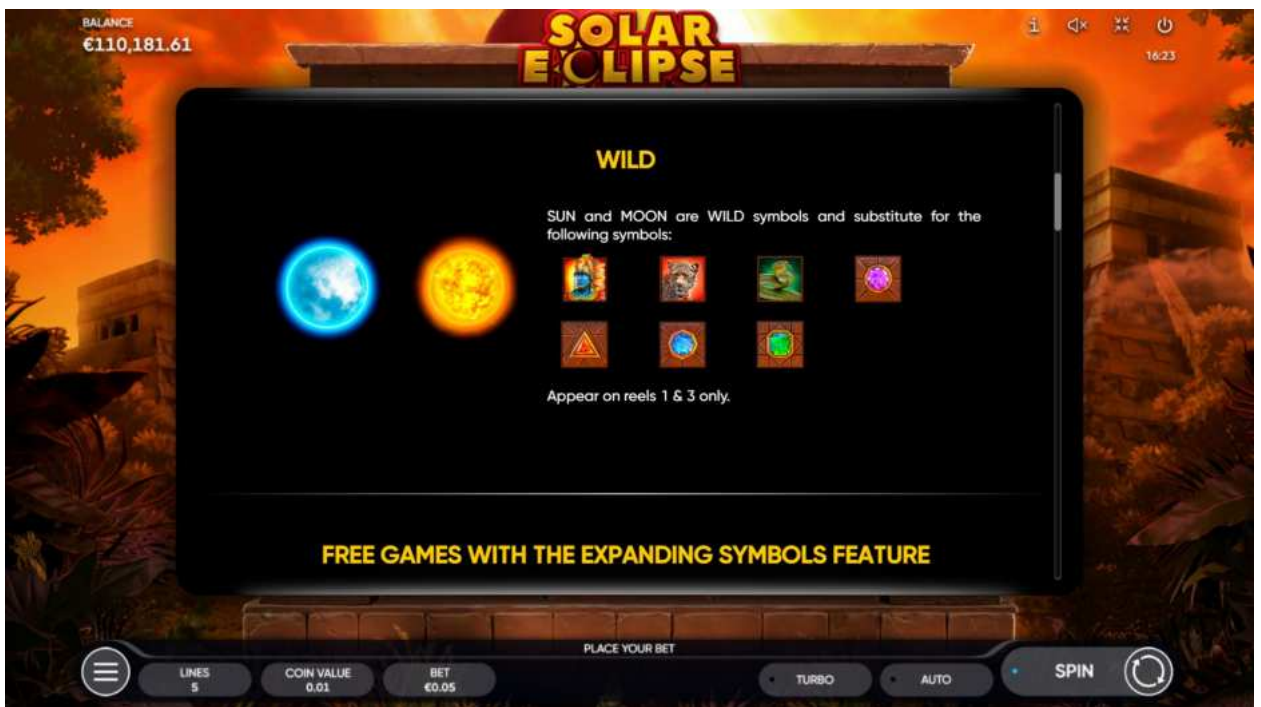 BALANCE
€110,181.61
SOLAR
ECLIPSE
16:23
WILD
SUN and MOON are WILD symbols and substitute for the
following symbols:
Appear on reels 1 & 3 only.
FREE GAMES WITH THE EXPANDING SYMBOLS FEATURE
PLACE YOUR BET
LINES
5
COIN VALUE
0.01
BET
€0.05
TURBO
AUTO
SPIN